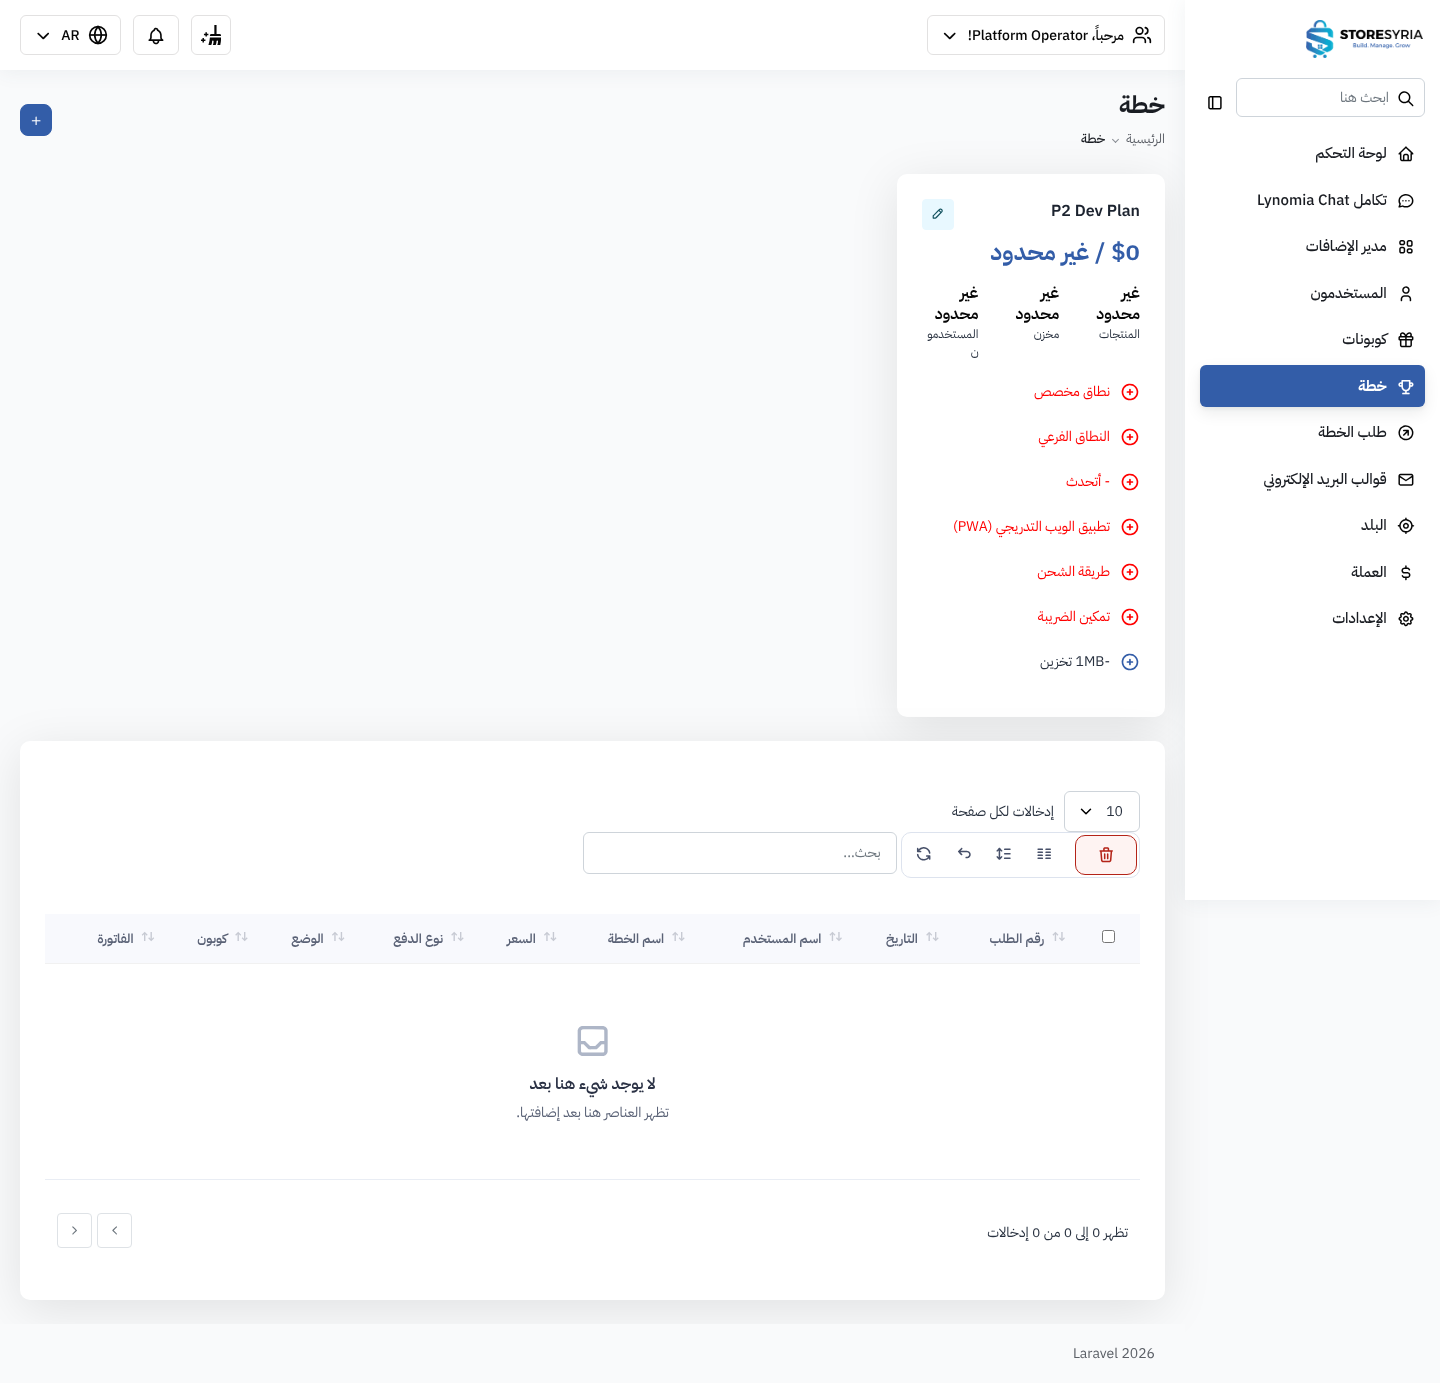 STORESYRIA
Build. Manage. Grow
ابحث هنا
لوحة التحكم
تكامل Lynomia Chat
مدير الإضافات
المستخدمون
كوبونات
خطة
طلب الخطة
قوالب البريد الإلكتروني
البلد
العملة
الإعدادات
مرحباً، Platform Operator!
AR
خطة
الرئيسية
خطة
+
P2 Dev Plan
$0 / غير محدود
غير محدود
المنتجات
غير محدود
مخزن
غير محدود
المستخدمو
ن
نطاق مخصص
النطاق الفرعي
- أتحدث
تطبيق الويب التدريجي (PWA)
طريقة الشحن
تمكين الضريبة
-1MB تخزين
10
إدخالات لكل صفحة
بحث...
رقم الطلب
التاريخ
اسم المستخدم
اسم الخطة
السعر
نوع الدفع
الوضع
كوبون
الفاتورة
لا يوجد شيء هنا بعد
تظهر العناصر هنا بعد إضافتها.
تظهر 0 إلى 0 من 0 إدخالات
Laravel 2026